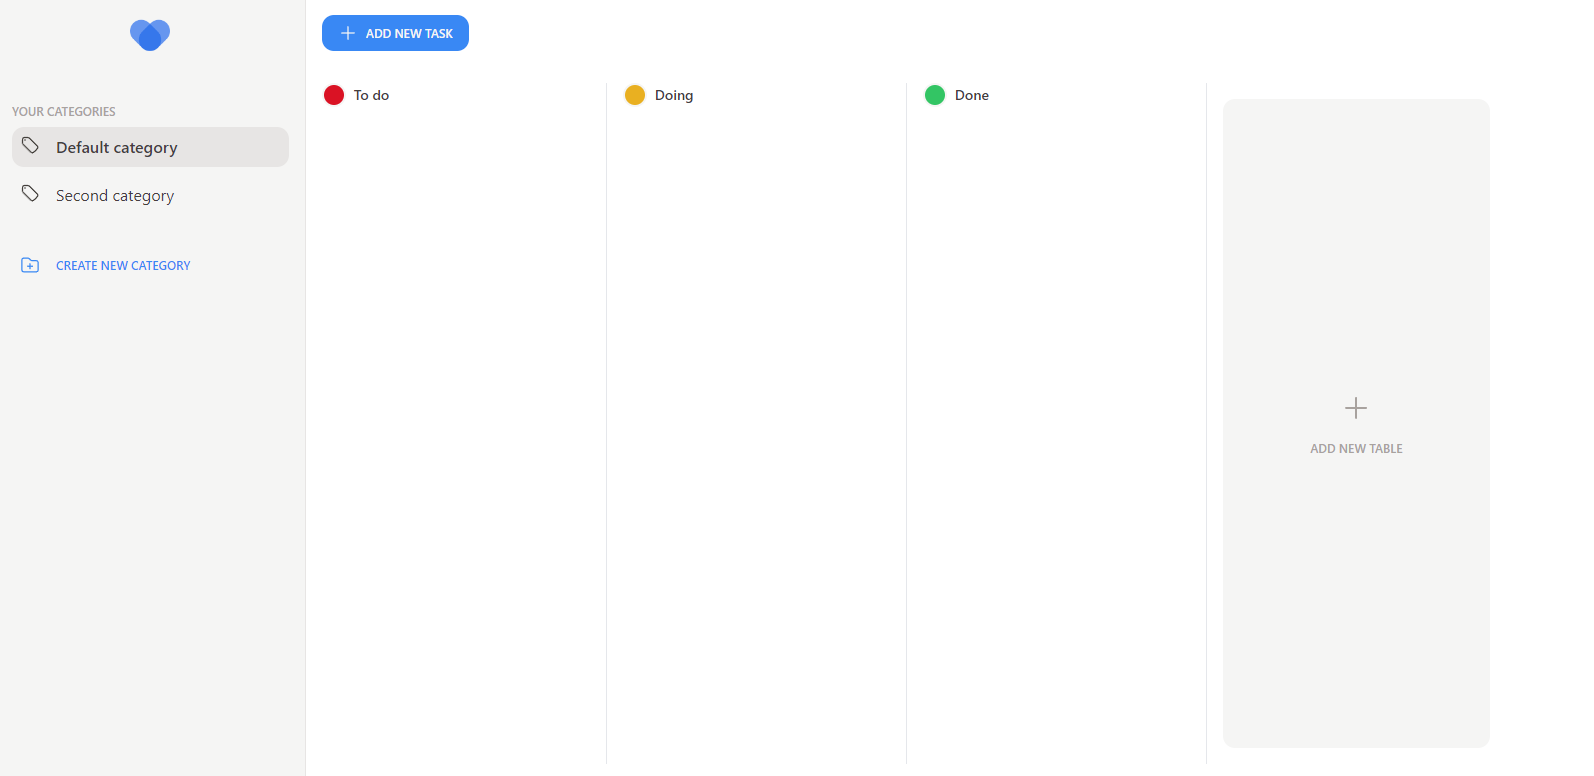 YOUR CATEGORIES
Default category
Second category
CREATE NEW CATEGORY
ADD NEW TASK
To do
Doing
Done
ADD NEW TABLE